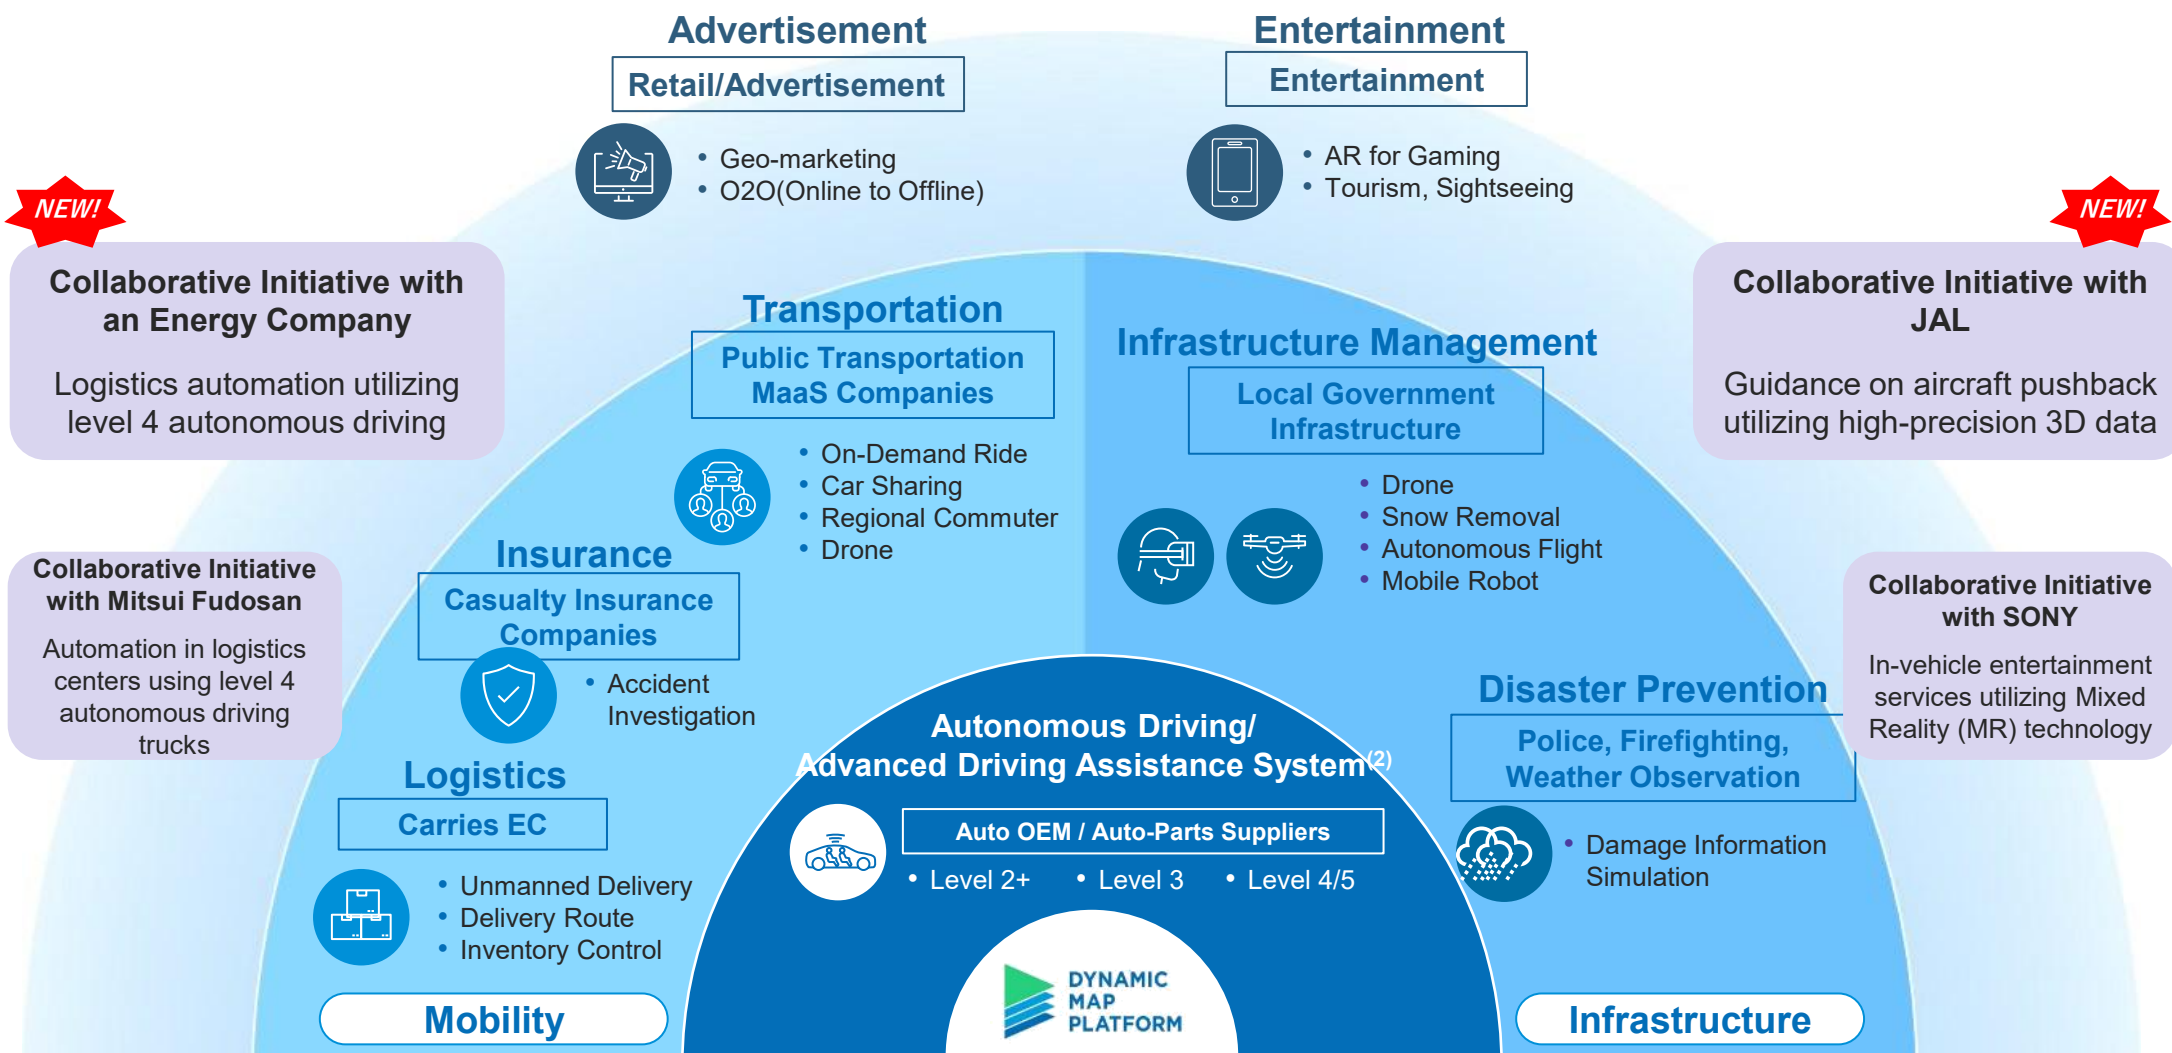 Advertisement
Retail/Advertisement
• Geo-marketing
• O2O(Online to Offline)
Entertainment
Entertainment
• AR for Gaming
• Tourism, Sightseeing
NEW!
Collaborative Initiative with
an Energy Company
Logistics automation utilizing
level 4 autonomous driving
NEW!
Collaborative Initiative with
JAL
Guidance on aircraft pushback
utilizing high-precision 3D data
Transportation
Public Transportation
MaaS Companies
• On-Demand Ride
• Car Sharing
• Regional Commuter
• Drone
Infrastructure Management
Local Government
Infrastructure
• Drone
• Snow Removal
• Autonomous Flight
• Mobile Robot
Collaborative Initiative
with Mitsui Fudosan
Automation in logistics
centers using level 4
autonomous driving
trucks
Insurance
Casualty Insurance
Companies
• Accident
Investigation
Collaborative Initiative
with SONY
In-vehicle entertainment
services utilizing Mixed
Reality (MR) technology
Disaster Prevention
Police, Firefighting,
Weather Observation
• Damage Information
Simulation
Logistics
Carries EC
• Unmanned Delivery
• Delivery Route
• Inventory Control
Autonomous Driving/
Advanced Driving Assistance System(2)
Auto OEM / Auto-Parts Suppliers
• Level 2+ • Level 3 • Level 4/5
DYNAMIC
MAP
PLATFORM
Mobility
Infrastructure